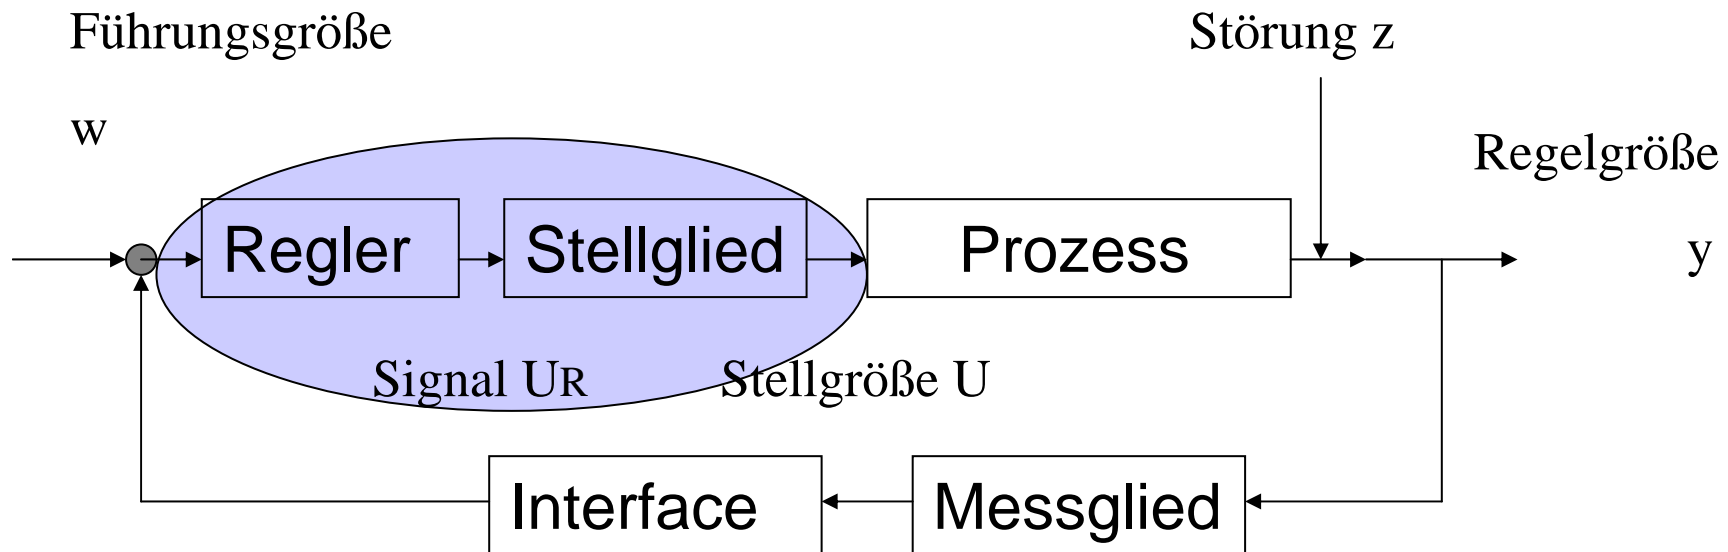 Führungsgröße
Störung z
w
Regelgröße
Regler
Stellglied
Prozess
y
Signal UR
Stellgröße U
Interface
Messglied